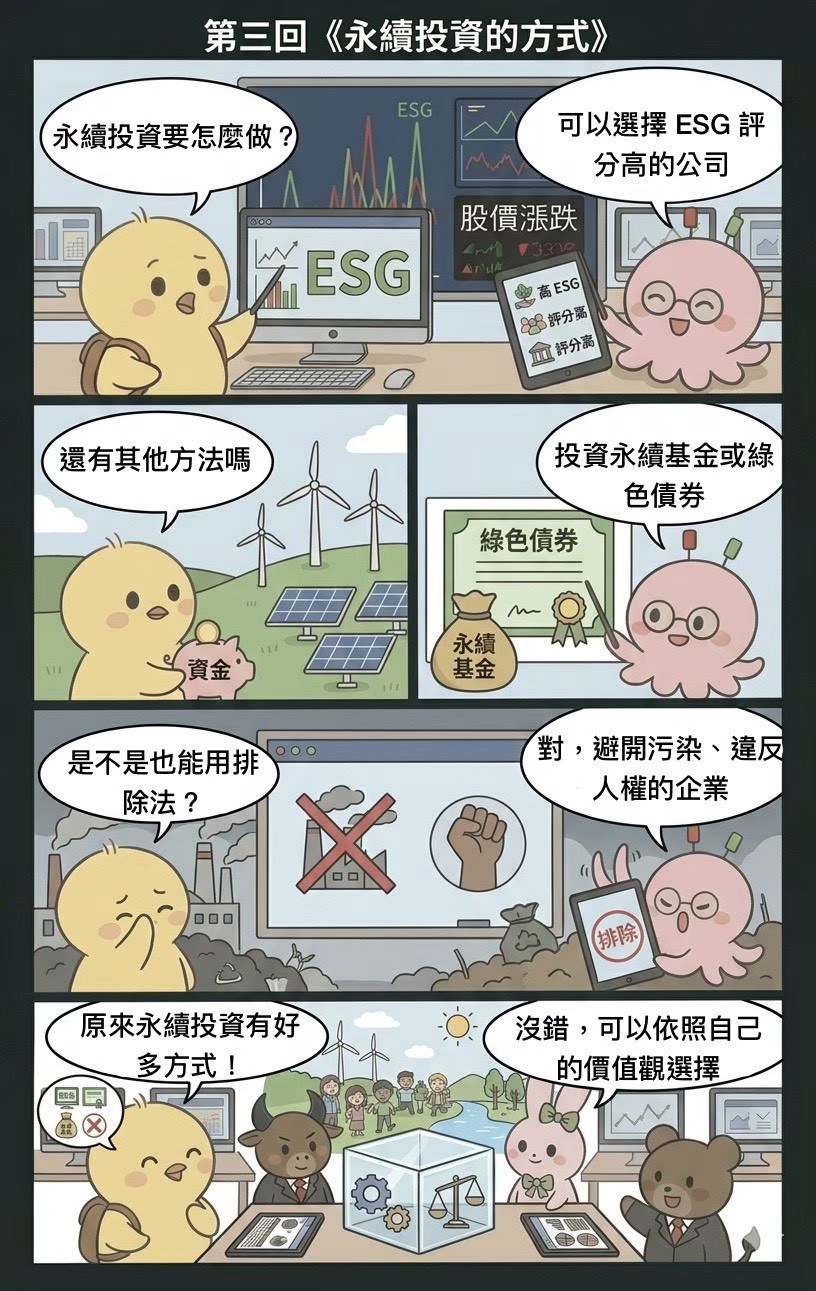 第三回《永續投資的方式》
永續投資要怎麼做？
可以選擇 ESG 評
分高的公司
ESG
股價漲跌
ESG
高 ESG
評分高
評分高
還有其他方法嗎
資金
投資永續基金或綠
色債券
綠色債券
永續
基金
是不是也能用排
除法？
對，避開污染、違反
人權的企業
排除
原來永續投資有好
多方式！
沒錯，可以依照自己
的價值觀選擇